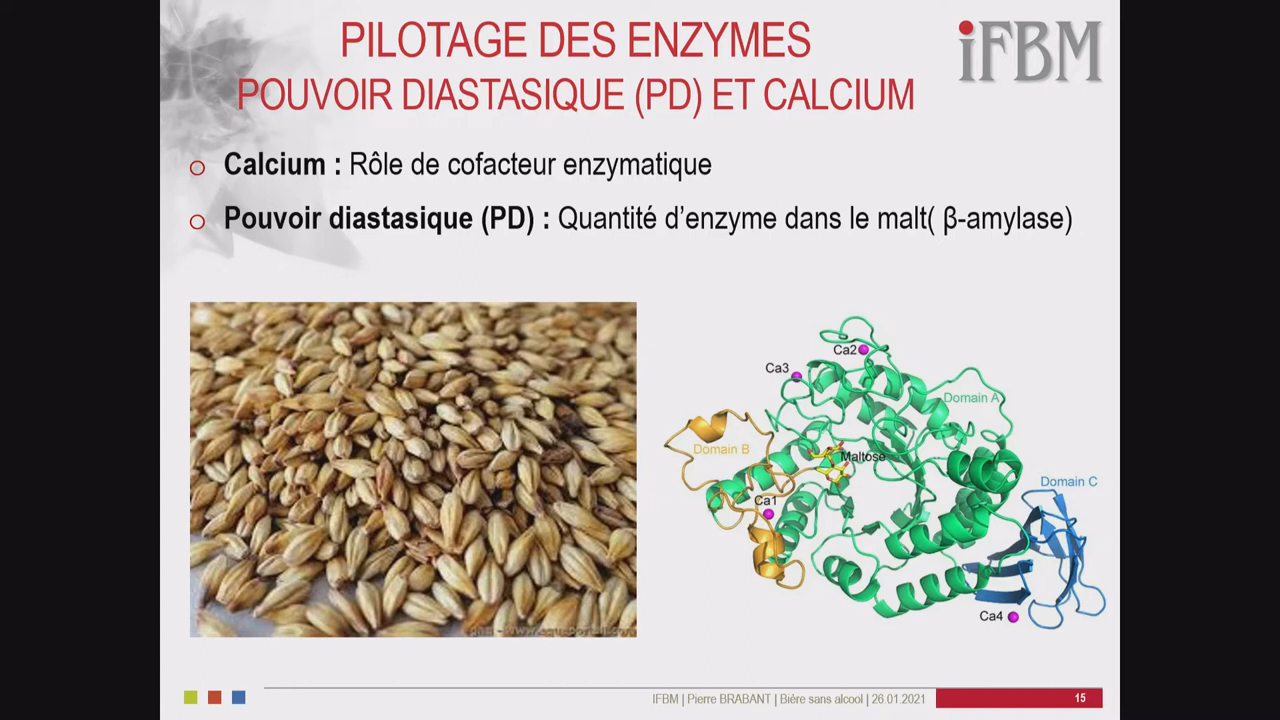 PILOTAGE DES ENZYMES
POUVOIR DIASTASIQUE (PD) ET CALCIUM
iFBM
Calcium : Rôle de cofacteur enzymatique
Pouvoir diastasique (PD) : Quantité d'enzyme dans le malt( β-amylase)
Ca2
Ca3
Domain A
Domain B
Maltose
Ca1
Domain C
Ca4
IFBM | Pierre BRABANT | Bière sans alcool | 26.01.2021
15